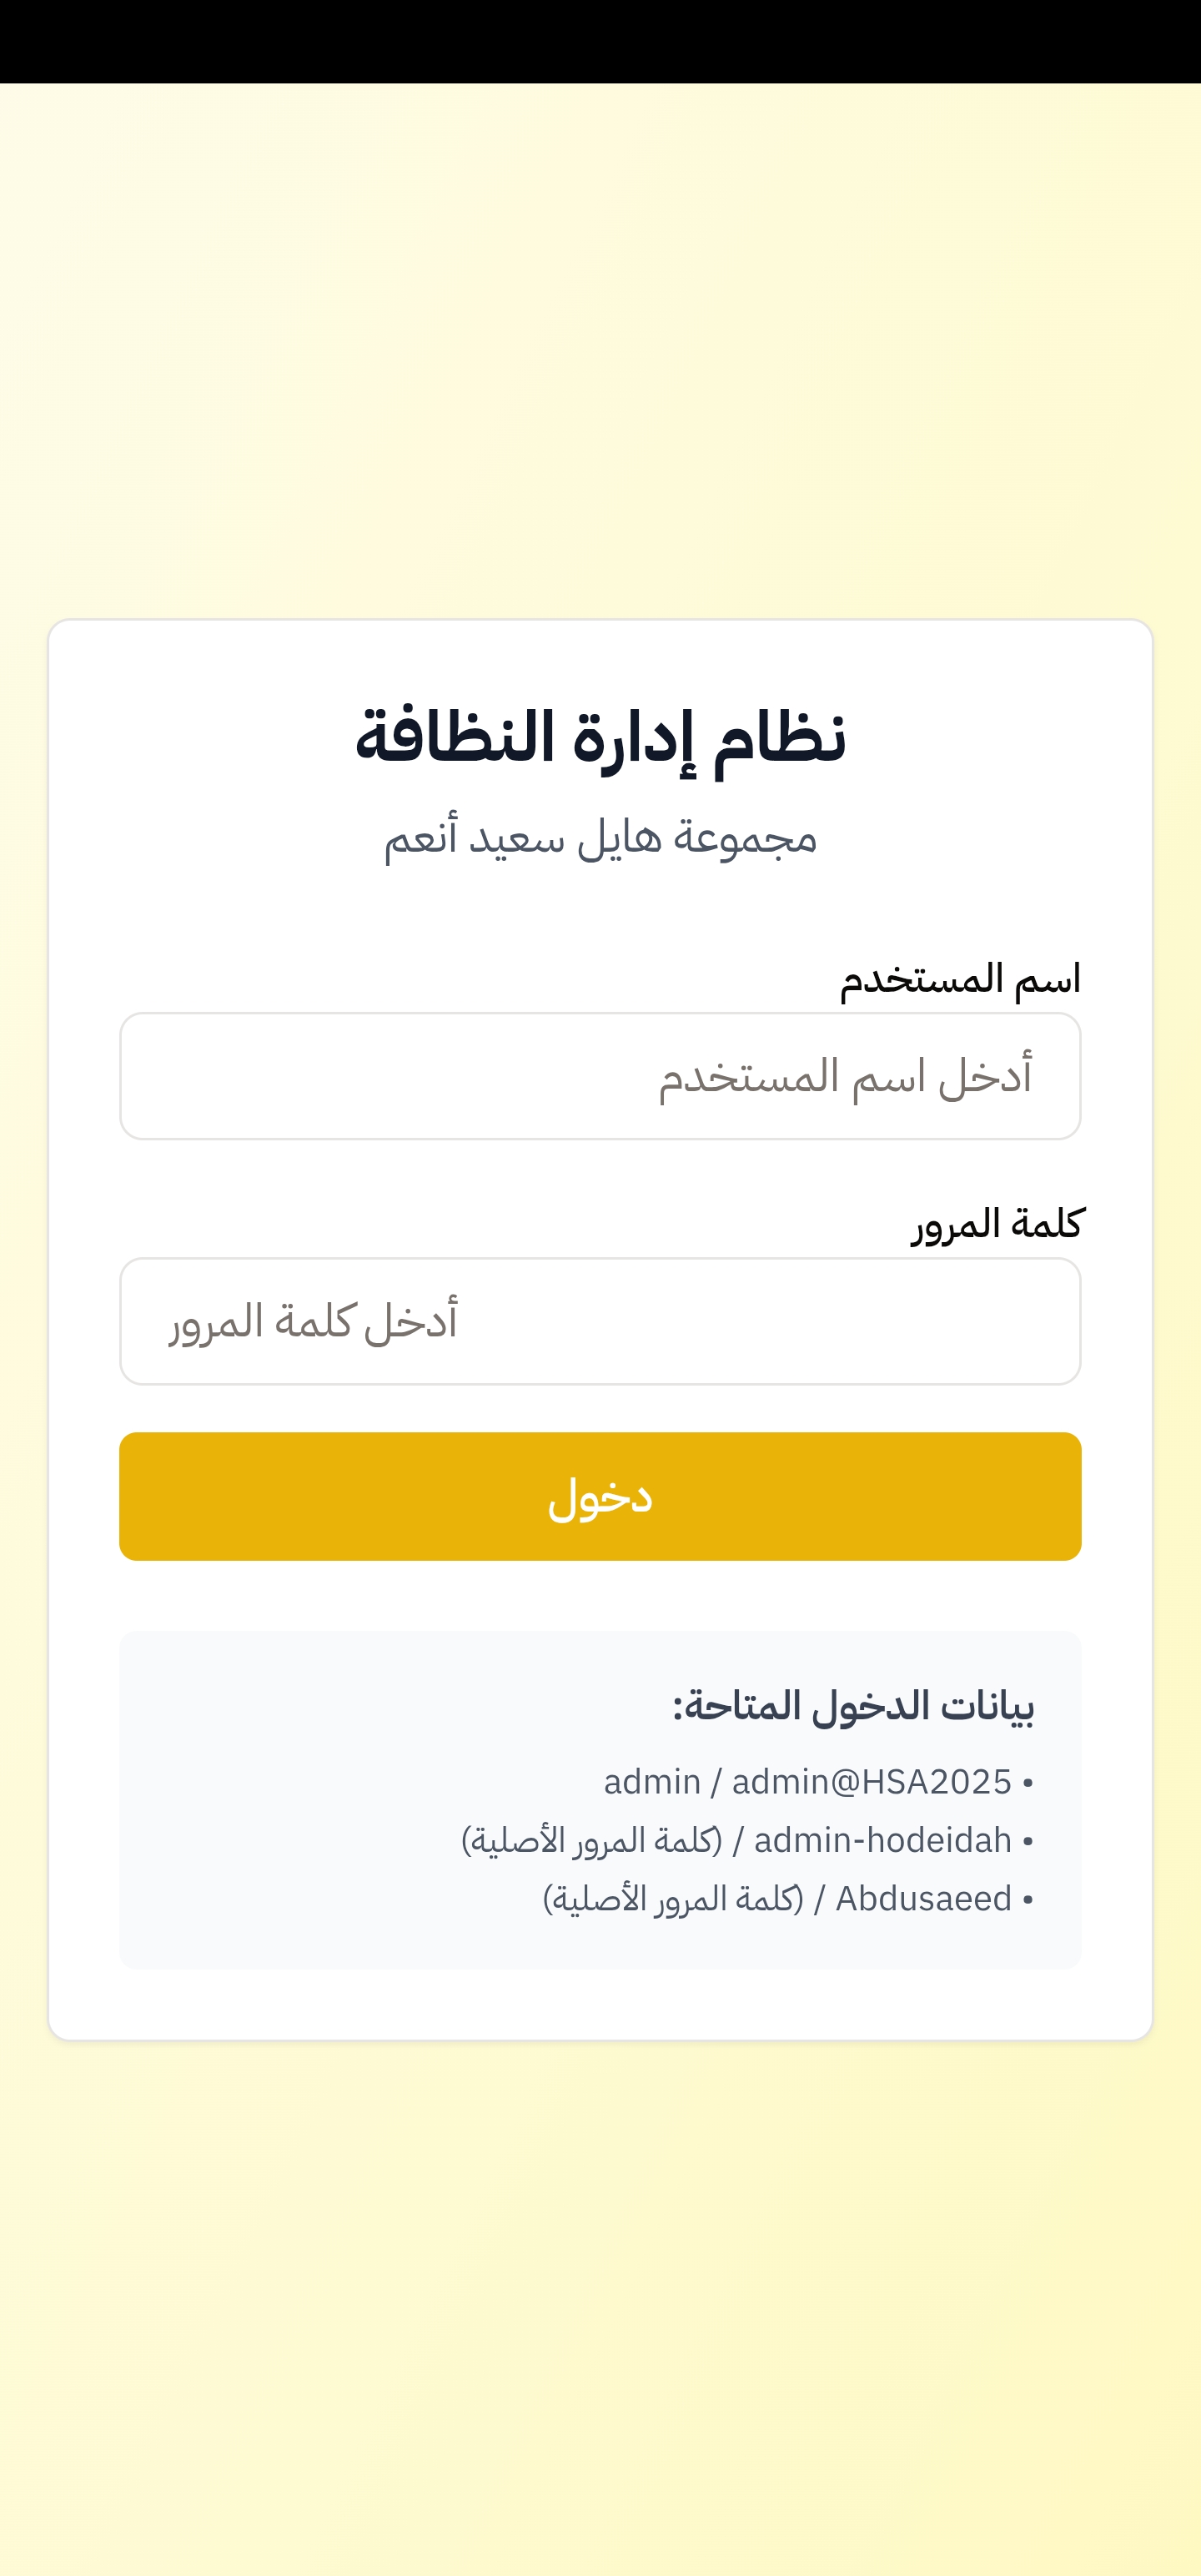 نظام إدارة النظافة
مجموعة هايل سعيد أنعم
اسم المستخدم
أدخل اسم المستخدم
كلمة المرور
أدخل كلمة المرور
دخول
بيانات الدخول المتاحة:
• admin / admin@HSA2025
• admin-hodeidah / (كلمة المرور الأصلية)
• Abdusaeed / (كلمة المرور الأصلية)